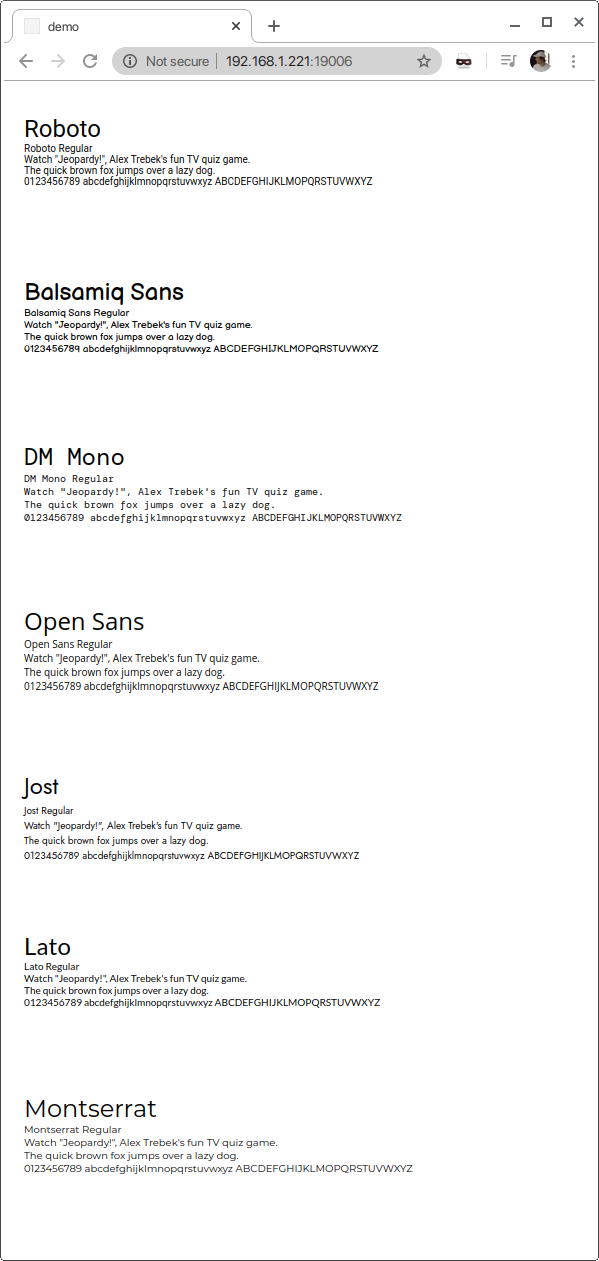 demo
Not secure 192.168.1.221:19006
Roboto
Roboto Regular
Watch "Jeopardy!", Alex Trebek's fun TV quiz game.
The quick brown fox jumps over a lazy dog.
0123456789 abcdefghijklmnopqrstuvwxyz ABCDEFGHIJKLMOPQRSTUVWXYZ
Balsamiq Sans
Balsamiq Sans Regular
Watch "Jeopardy!", Alex Trebek's fun TV quiz game.
The quick brown fox jumps over a lazy dog.
0123456789 abcdefghijklmnopqrstuvwxyz ABCDEFGHIJKLMOPQRSTUVWXYZ
DM Mono
DM Mono Regular
Watch "Jeopardy!", Alex Trebek's fun TV quiz game.
The quick brown fox jumps over a lazy dog.
0123456789 abcdefghijklmnopqrstuvwxyz ABCDEFGHIJKLMOPQRSTUVWXYZ
Open Sans
Open Sans Regular
Watch "Jeopardy!", Alex Trebek's fun TV quiz game.
The quick brown fox jumps over a lazy dog.
0123456789 abcdefghijklmnopqrstuvwxyz ABCDEFGHIJKLMOPQRSTUVWXYZ
Jost
Jost Regular
Watch "Jeopardy!", Alex Trebek's fun TV quiz game.
The quick brown fox jumps over a lazy dog.
0123456789 abcdefghijklmnopqrstuvwxyz ABCDEFGHIJKLMOPQRSTUVWXYZ
Lato
Lato Regular
Watch "Jeopardy!", Alex Trebek's fun TV quiz game.
The quick brown fox jumps over a lazy dog.
0123456789 abcdefghijklmnopqrstuvwxyz ABCDEFGHIJKLMOPQRSTUVWXYZ
Montserrat
Montserrat Regular
Watch "Jeopardy!", Alex Trebek's fun TV quiz game.
The quick brown fox jumps over a lazy dog.
0123456789 abcdefghijklmnopqrstuvwxyz ABCDEFGHIJKLMOPQRSTUVWXYZ